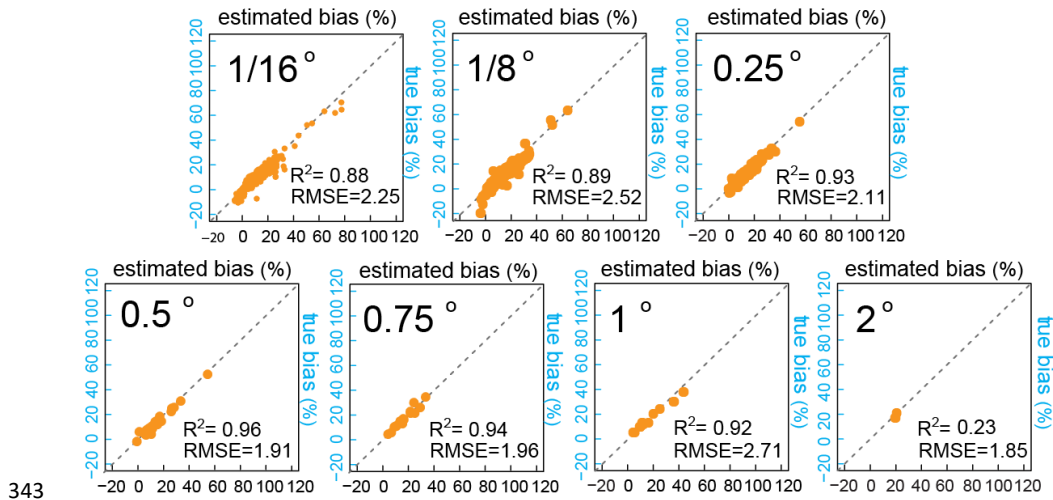 estimated bias (%)
estimated bias (%)
estimated bias (%)
1/16 °
1/8 °
0.25 °
R²= 0.88
RMSE=2.25
R²= 0.89
RMSE=2.52
R²= 0.93
RMSE=2.11
−20 0 20 40 60 80 100 120
−20 0 20 40 60 80 100 120
−20 0 20 40 60 80 100 120
−20 0 20 40 60 80 100 120
−20 0 20 40 60 80 100 120
−20 0 20 40 60 80 100 120
true bias (%)
true bias (%)
true bias (%)
estimated bias (%)
estimated bias (%)
estimated bias (%)
estimated bias (%)
0.5 °
0.75 °
1 °
2 °
R²= 0.96
RMSE=1.91
R²= 0.94
RMSE=1.96
R²= 0.92
RMSE=2.71
R²= 0.23
RMSE=1.85
−20 0 20 40 60 80 100 120
−20 0 20 40 60 80 100 120
−20 0 20 40 60 80 100 120
−20 0 20 40 60 80 100 120
−20 0 20 40 60 80 100 120
−20 0 20 40 60 80 100 120
−20 0 20 40 60 80 100 120
−20 0 20 40 60 80 100 120
true bias (%)
true bias (%)
true bias (%)
true bias (%)
343